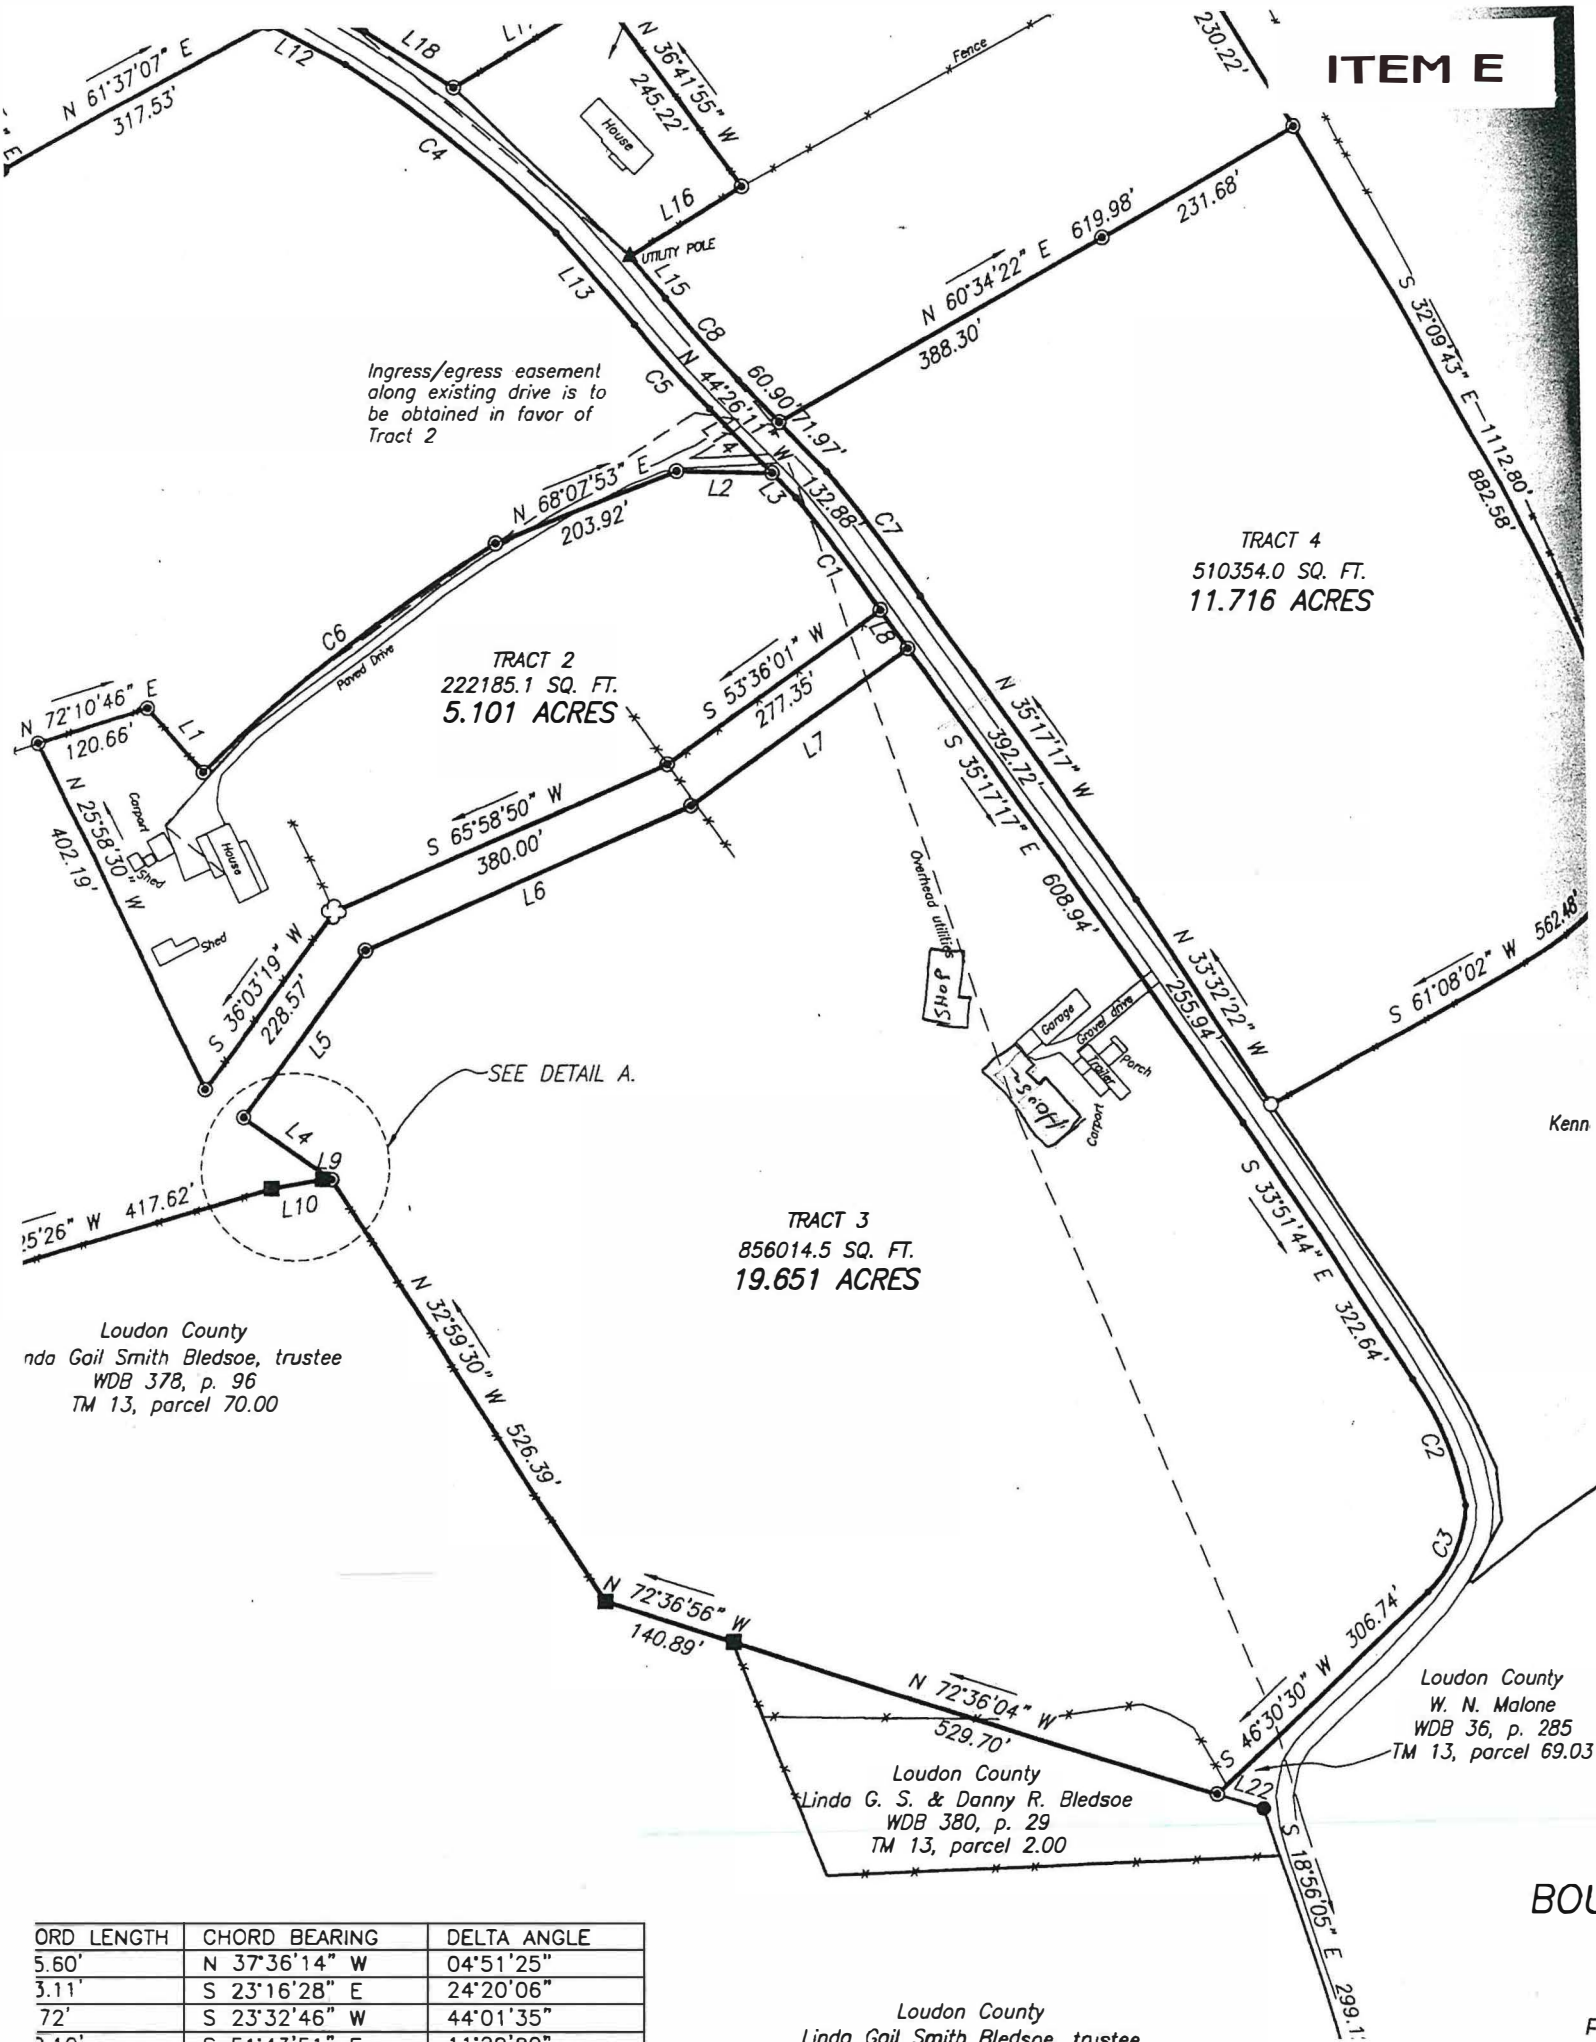 ITEM E
N 61°37'07" E
317.53'
L12
L18
C4
N 36°41'55" W
245.22'
House
Fence
230.22'
L16
UTILITY POLE
L15
L13
C8
C5
N 44°26'11" W
60.90'
71.97'
132.88'
L14
N 60°34'22" E
619.98'
388.30'
231.68'
S 32°09'43" E
1112.80'
882.58'
Ingress/egress easement
along existing drive is to
be obtained in favor of
Tract 2
N 68°07'53" E
203.92'
L2
L3
C7
C1
C6
Paved Drive
TRACT 4
510354.0 SQ. FT.
11.716 ACRES
TRACT 2
222185.1 SQ. FT.
5.101 ACRES
N 72°10'46" E
120.66'
L1
N 25°58'30" W
402.19'
Carport
Shed
House
Shed
S 53°36'01" W
277.35'
L8
L7
S 65°58'50" W
380.00'
L6
S 36°03'19" W
228.57'
L5
N 35°17'17" W
392.72'
S 35°17'17" E
608.94'
Overhead utilities
SHOP
Garage
Gravel drive
Trailer
Porch
Carport
N 33°32'22" W
255.94'
S 61°08'02" W
562.48'
Kenn
SEE DETAIL A.
L4
L9
L10
25'26" W 417.62'
TRACT 3
856014.5 SQ. FT.
19.651 ACRES
S 33°51'44" E
322.64'
Loudon County
nda Gail Smith Bledsoe, trustee
WDB 378, p. 96
TM 13, parcel 70.00
N 32°59'30" W
526.39'
C2
C3
N 72°36'56" W
140.89'
N 72°36'04" W
529.70'
S 46°30'30" W
306.74'
L22
Loudon County
W. N. Malone
WDB 36, p. 285
TM 13, parcel 69.03
Loudon County
Linda G. S. & Danny R. Bledsoe
WDB 380, p. 29
TM 13, parcel 2.00
S 18°56'05" E 299.1
BOU
ORD LENGTH CHORD BEARING DELTA ANGLE
5.60' N 37°36'14" W 04°51'25"
3.11' S 23°16'28" E 24°20'06"
72' S 23°32'46" W 44°01'35"
Loudon County
Linda Gail Smith Bledsoe, trustee